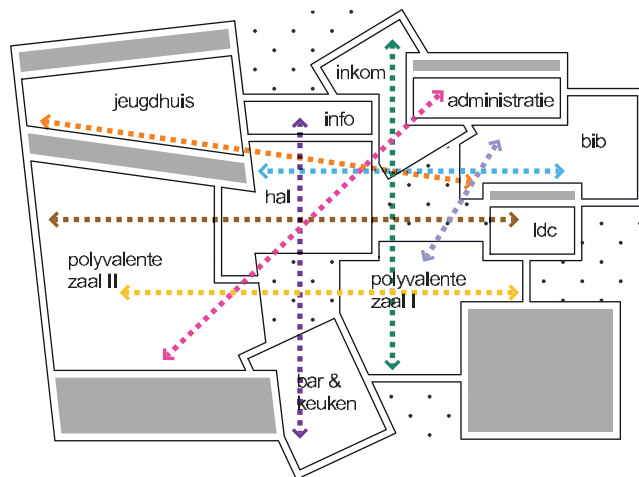 inkom
jeugdhuis
administratie
info
bib
hal
ldc
polyvalente
zaal II
polyvalente
zaal I
bar &
keuken